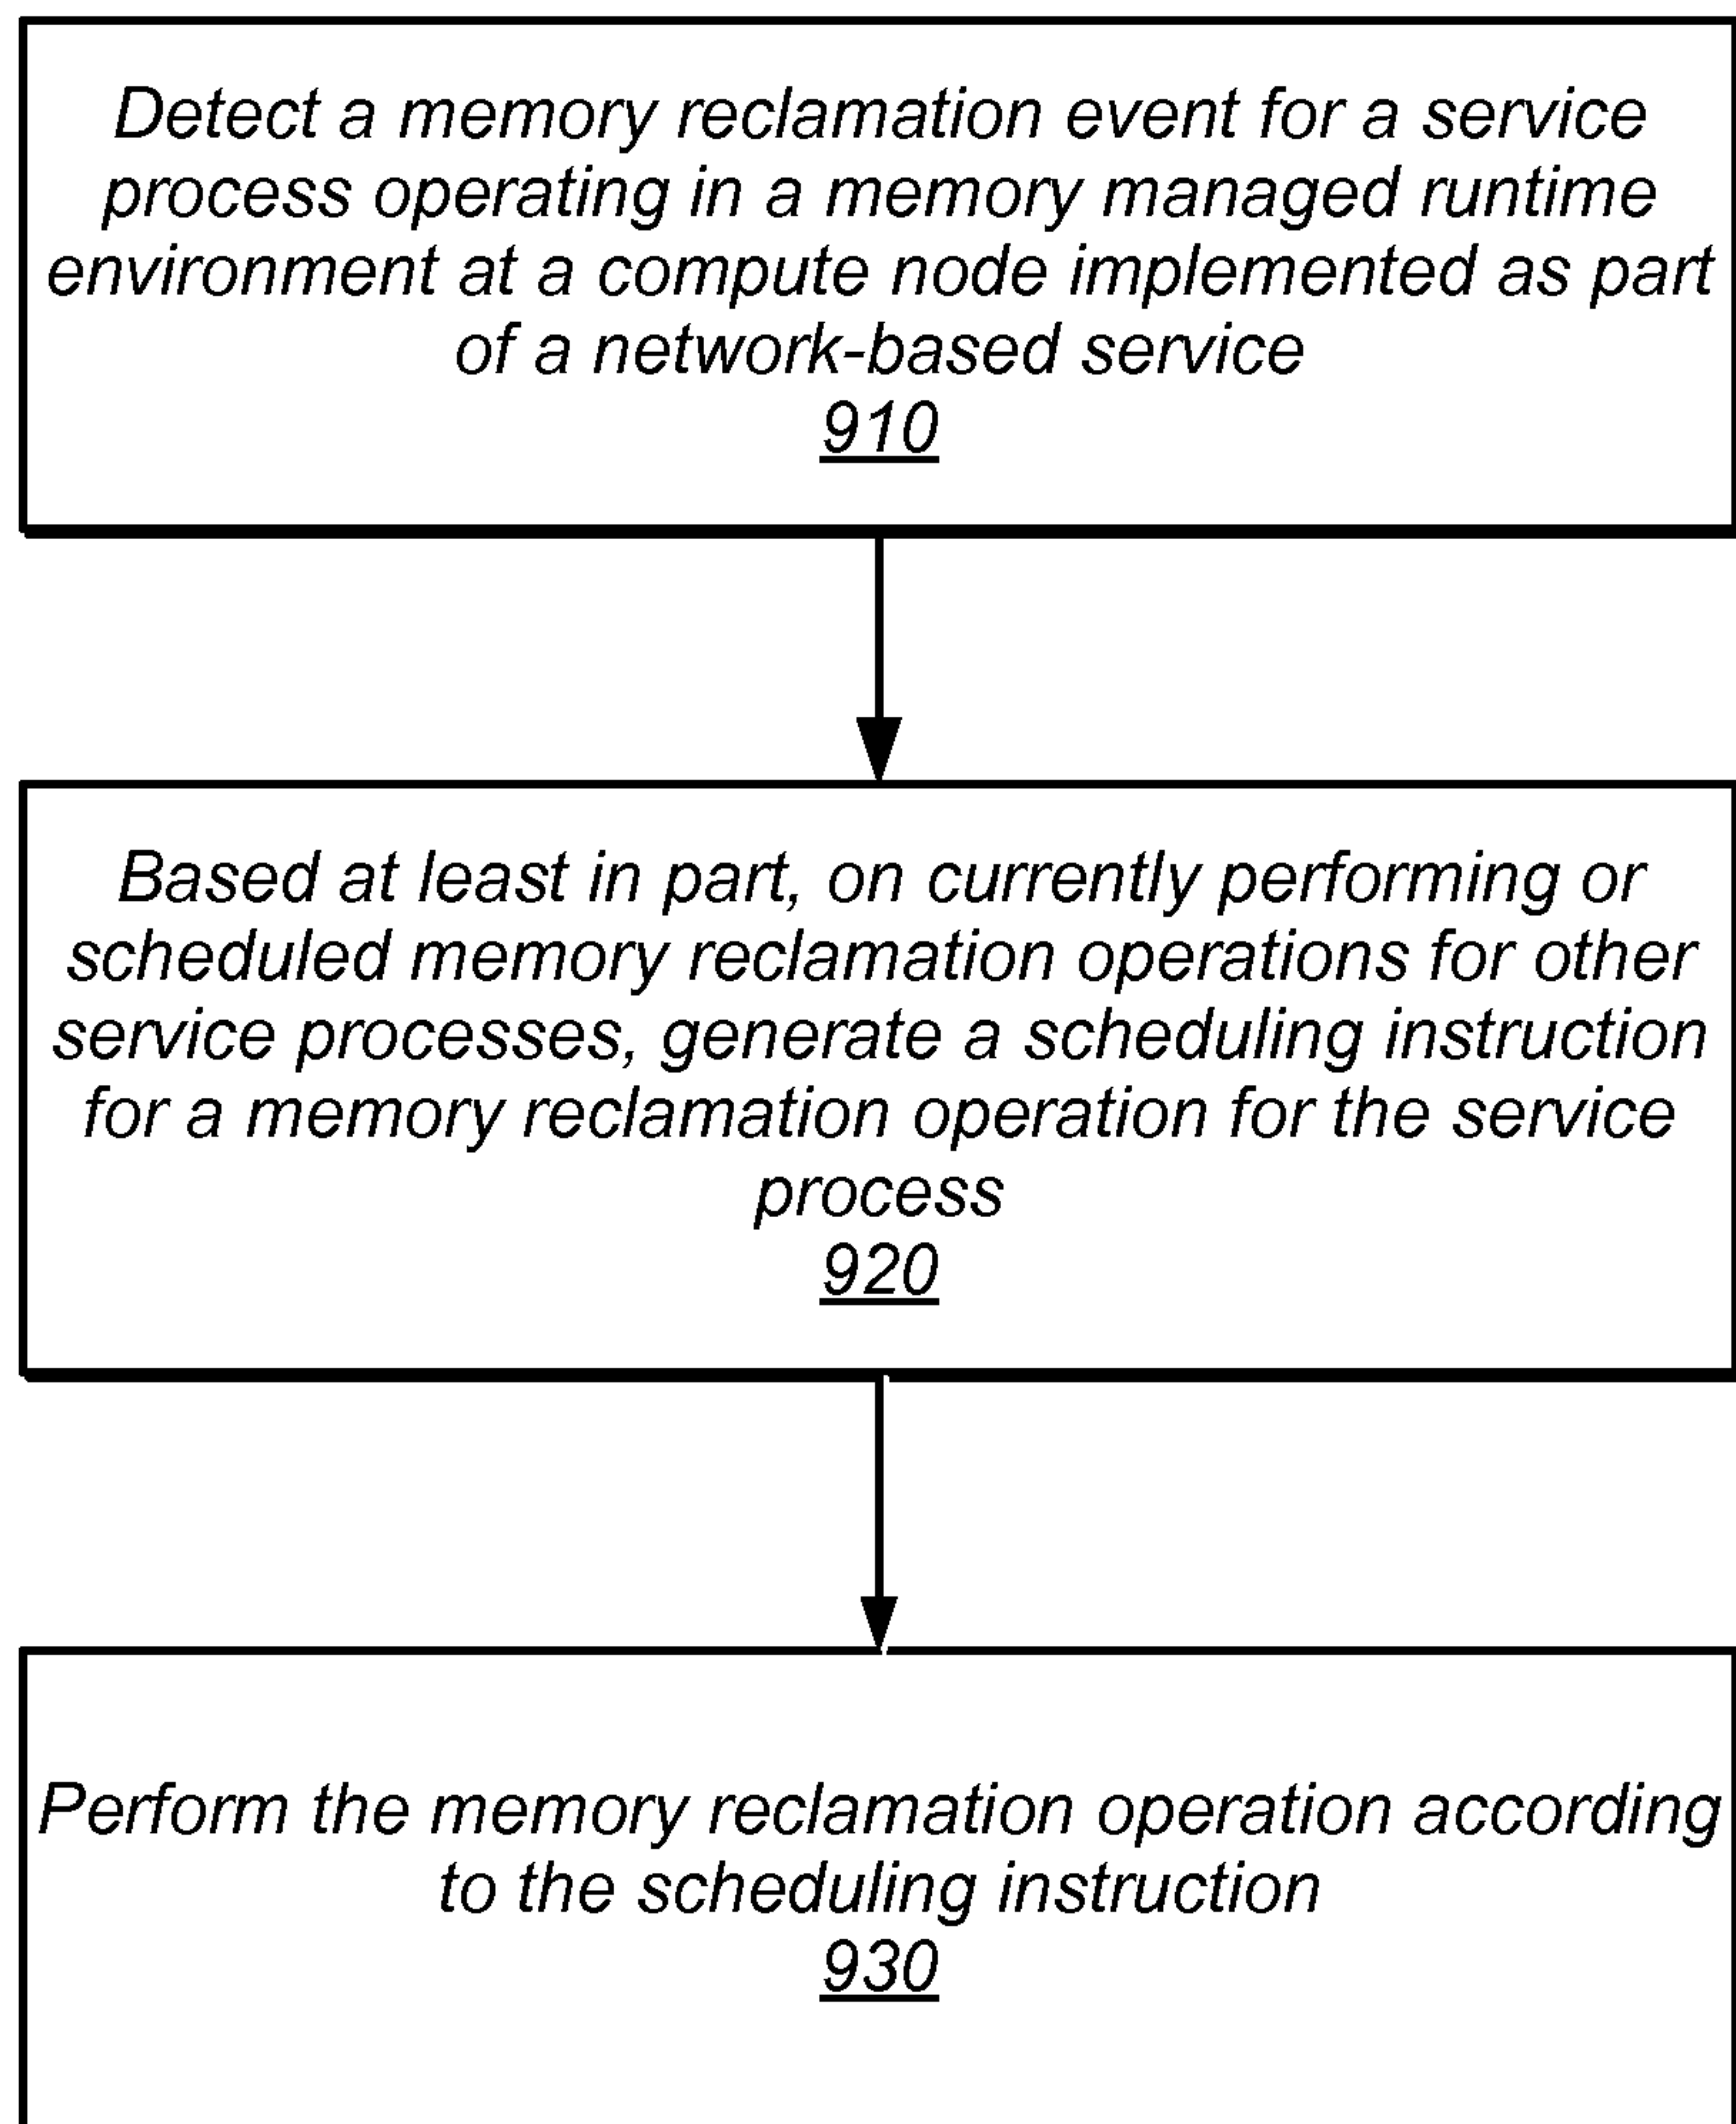 Detect a memory reclamation event for a service
process operating in a memory managed runtime
environment at a compute node implemented as part
of a network-based service
910
Based at least in part, on currently performing or
scheduled memory reclamation operations for other
service processes, generate a scheduling instruction
for a memory reclamation operation for the service
process
920
Perform the memory reclamation operation according
to the scheduling instruction
930